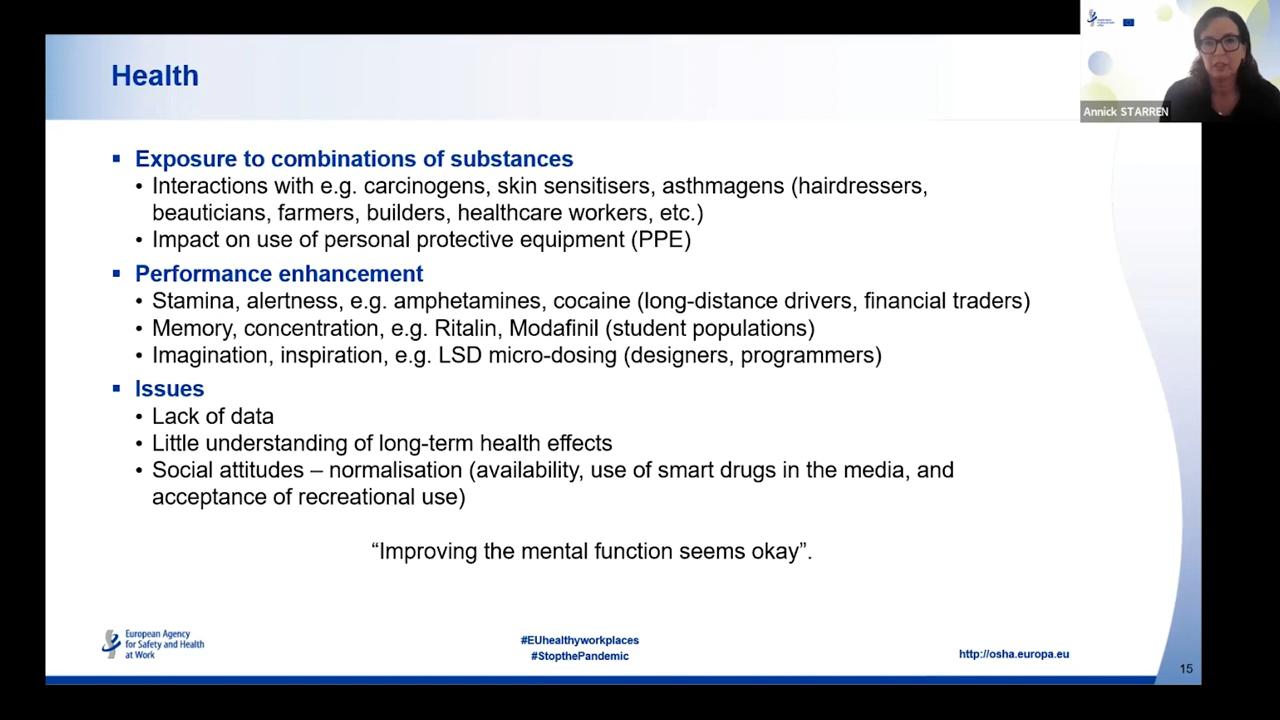 Health
Annick STARREN
▪ Exposure to combinations of substances
• Interactions with e.g. carcinogens, skin sensitisers, asthmagens (hairdressers,
beauticians, farmers, builders, healthcare workers, etc.)
• Impact on use of personal protective equipment (PPE)
▪ Performance enhancement
• Stamina, alertness, e.g. amphetamines, cocaine (long-distance drivers, financial traders)
• Memory, concentration, e.g. Ritalin, Modafinil (student populations)
• Imagination, inspiration, e.g. LSD micro-dosing (designers, programmers)
▪ Issues
• Lack of data
• Little understanding of long-term health effects
• Social attitudes – normalisation (availability, use of smart drugs in the media, and
acceptance of recreational use)
“Improving the mental function seems okay”.
European Agency
for Safety and Health
at Work
#EUhealthyworkplaces
#StopthePandemic
http://osha.europa.eu
15